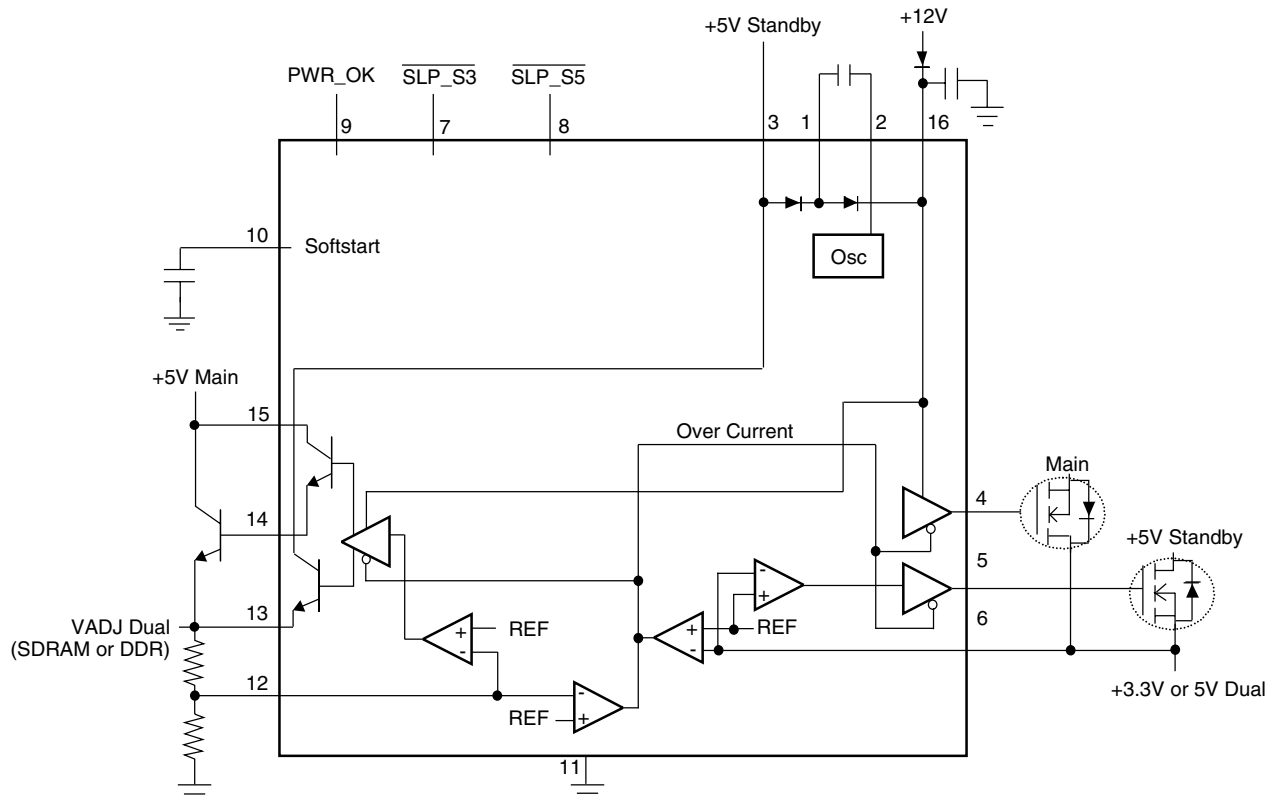 +5V Standby
+12V
PWR_OK
SLP_S3
SLP_S5
9
7
8
3
1
2
16
10
Softstart
Osc
+5V Main
15
Over Current
Main
4
14
+5V Standby
5
13
VADJ Dual
(SDRAM or DDR)
+
REF
-
-
+
+
REF
-
6
12
-
REF
+
+3.3V or 5V Dual
11